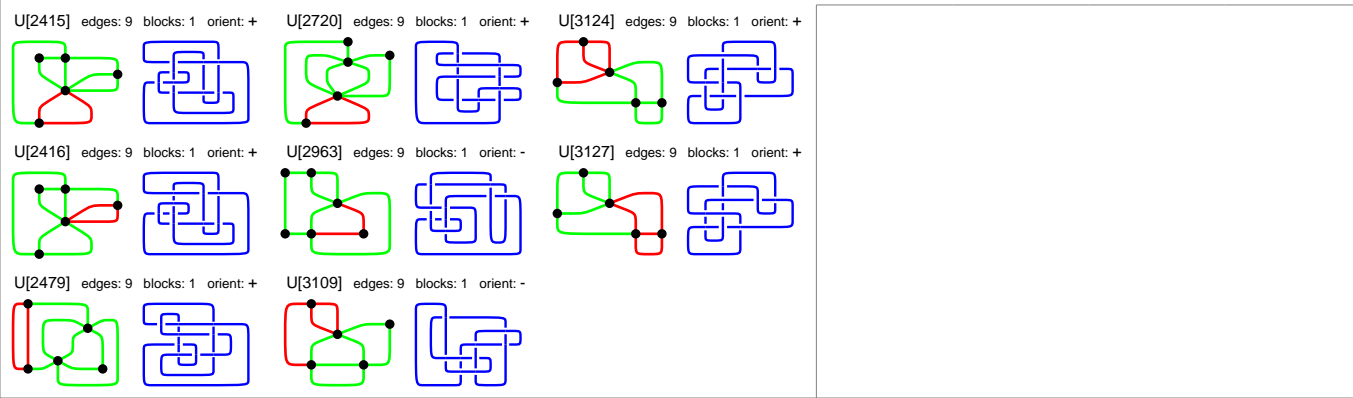 U[2415] edges: 9 blocks: 1 orient: +
U[2720] edges: 9 blocks: 1 orient: +
U[3124] edges: 9 blocks: 1 orient: +
U[2416] edges: 9 blocks: 1 orient: +
U[2963] edges: 9 blocks: 1 orient: -
U[3127] edges: 9 blocks: 1 orient: +
U[2479] edges: 9 blocks: 1 orient: +
U[3109] edges: 9 blocks: 1 orient: -